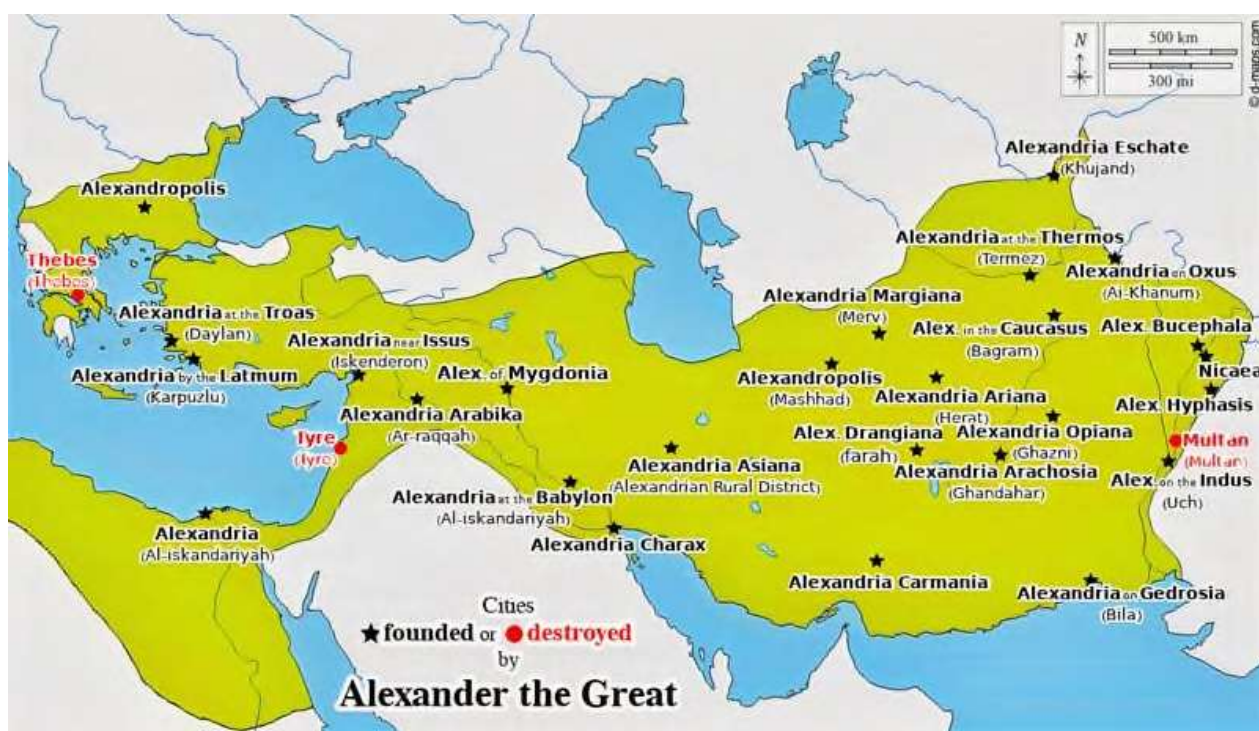 N
500 km
300 mi
© d-maps.com
Alexandria Eschate
(Khujand)
Alexandropolis
Alexandria at the Thermos
(Termez)
Alexandria on Oxus
(Ai-Khanum)
Thebes
(Thebes)
Alexandria Margiana
(Merv)
Alex. in the Caucasus
(Bagram)
Alex. Bucephala
Nicaea
Alexandria at the Troas
(Daylan)
Alexandria near Issus
(Iskenderon)
Alexandria by the Latmum
(Karpuzlu)
Alex. of Mygdonia
Alexandropolis
(Mashhad)
Alexandria Ariana
(Herat)
Alex. Hyphasis
Alexandria Arabika
(Ar-raqqah)
Tyre
(Tyre)
Alex. Drangiana
(farah)
Alexandria Opiana
(Ghazni)
Multan
(Multan)
Alexandria Asiana
(Alexandrian Rural District)
Alexandria Arachosia
(Ghandahar)
Alex. on the Indus
(Uch)
Alexandria at the Babylon
(Al-iskandariyah)
Alexandria
(Al-iskandariyah)
Alexandria Charax
Alexandria Carmania
Alexandria on Gedrosia
(Bila)
Cities
founded or destroyed
by
Alexander the Great